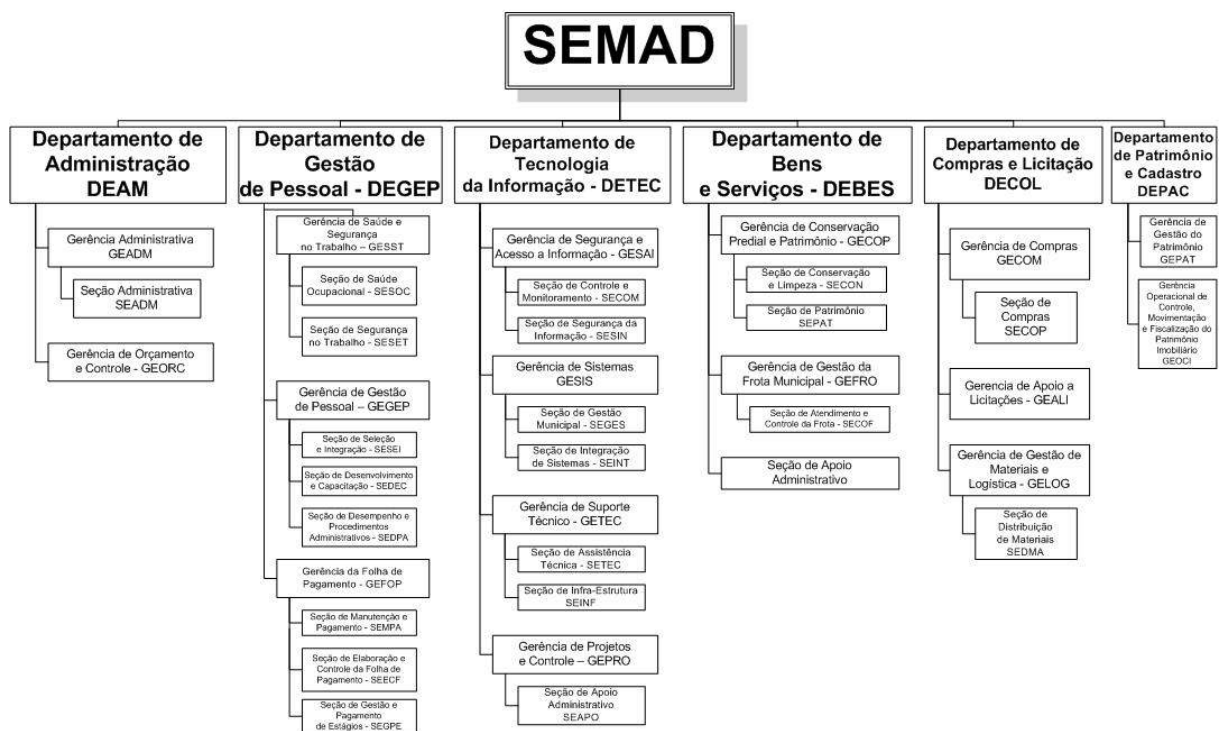 SEMAD
Departamento de
Administração
DEAM
Gerência Administrativa
GEADM
Seção Administrativa
SEADM
Gerência de Orçamento
e Controle - GEORC
Departamento de
Gestão
de Pessoal - DEGEP
Gerência de Saúde e
Segurança
no Trabalho – GESST
Seção de Saúde
Ocupacional - SESOC
Seção de Segurança
no Trabalho - SESET
Gerência de Gestão
de Pessoal – GEGEP
Seção de Seleção
e Integração - SESEI
Seção de Desenvolvimento
e Capacitação - SEDEC
Seção de Desempenho e
Procedimentos
Administrativos - SEDPA
Gerência da Folha de
Pagamento - GEFOP
Seção de Manutenção e
Pagamento - SEMPA
Seção de Elaboração e
Controle da Folha de
Pagamento - SEECF
Seção de Gestão e
Pagamento
de Estágios - SEGPE
Departamento de
Tecnologia
da Informação - DETEC
Gerência de Segurança e
Acesso a Informação - GESAI
Seção de Controle e
Monitoramento - SECOM
Seção de Segurança da
Informação - SESIN
Gerência de Sistemas
GESIS
Seção de Gestão
Municipal - SEGES
Seção de Integração
de Sistemas - SEINT
Gerência de Suporte
Técnico - GETEC
Seção de Assistência
Técnica - SETEC
Seção de Infra-Estrutura
SEINF
Gerência de Projetos
e Controle – GEPRO
Seção de Apoio
Administrativo
SEAPO
Departamento de
Bens
e Serviços - DEBES
Gerência de Conservação
Predial e Patrimônio - GECOP
Seção de Conservação
e Limpeza - SECON
Seção de Patrimônio
SEPAT
Gerência de Gestão da
Frota Municipal - GEFRO
Seção de Atendimento e
Controle da Frota - SECOF
Seção de Apoio
Administrativo
Departamento de
Compras e Licitação
DECOL
Gerência de Compras
GECOM
Seção de
Compras
SECOP
Gerencia de Apoio a
Licitações - GEALI
Gerência de Gestão de
Materiais e
Logística - GELOG
Seção de
Distribuição
de Materiais
SEDMA
Departamento
de Patrimônio
e Cadastro
DEPAC
Gerência de
Gestão do
Patrimônio
GEPAT
Gerência
Operacional de
Controle,
Movimentação
e Fiscalização do
Patrimônio
Imobiliário
GEOCI